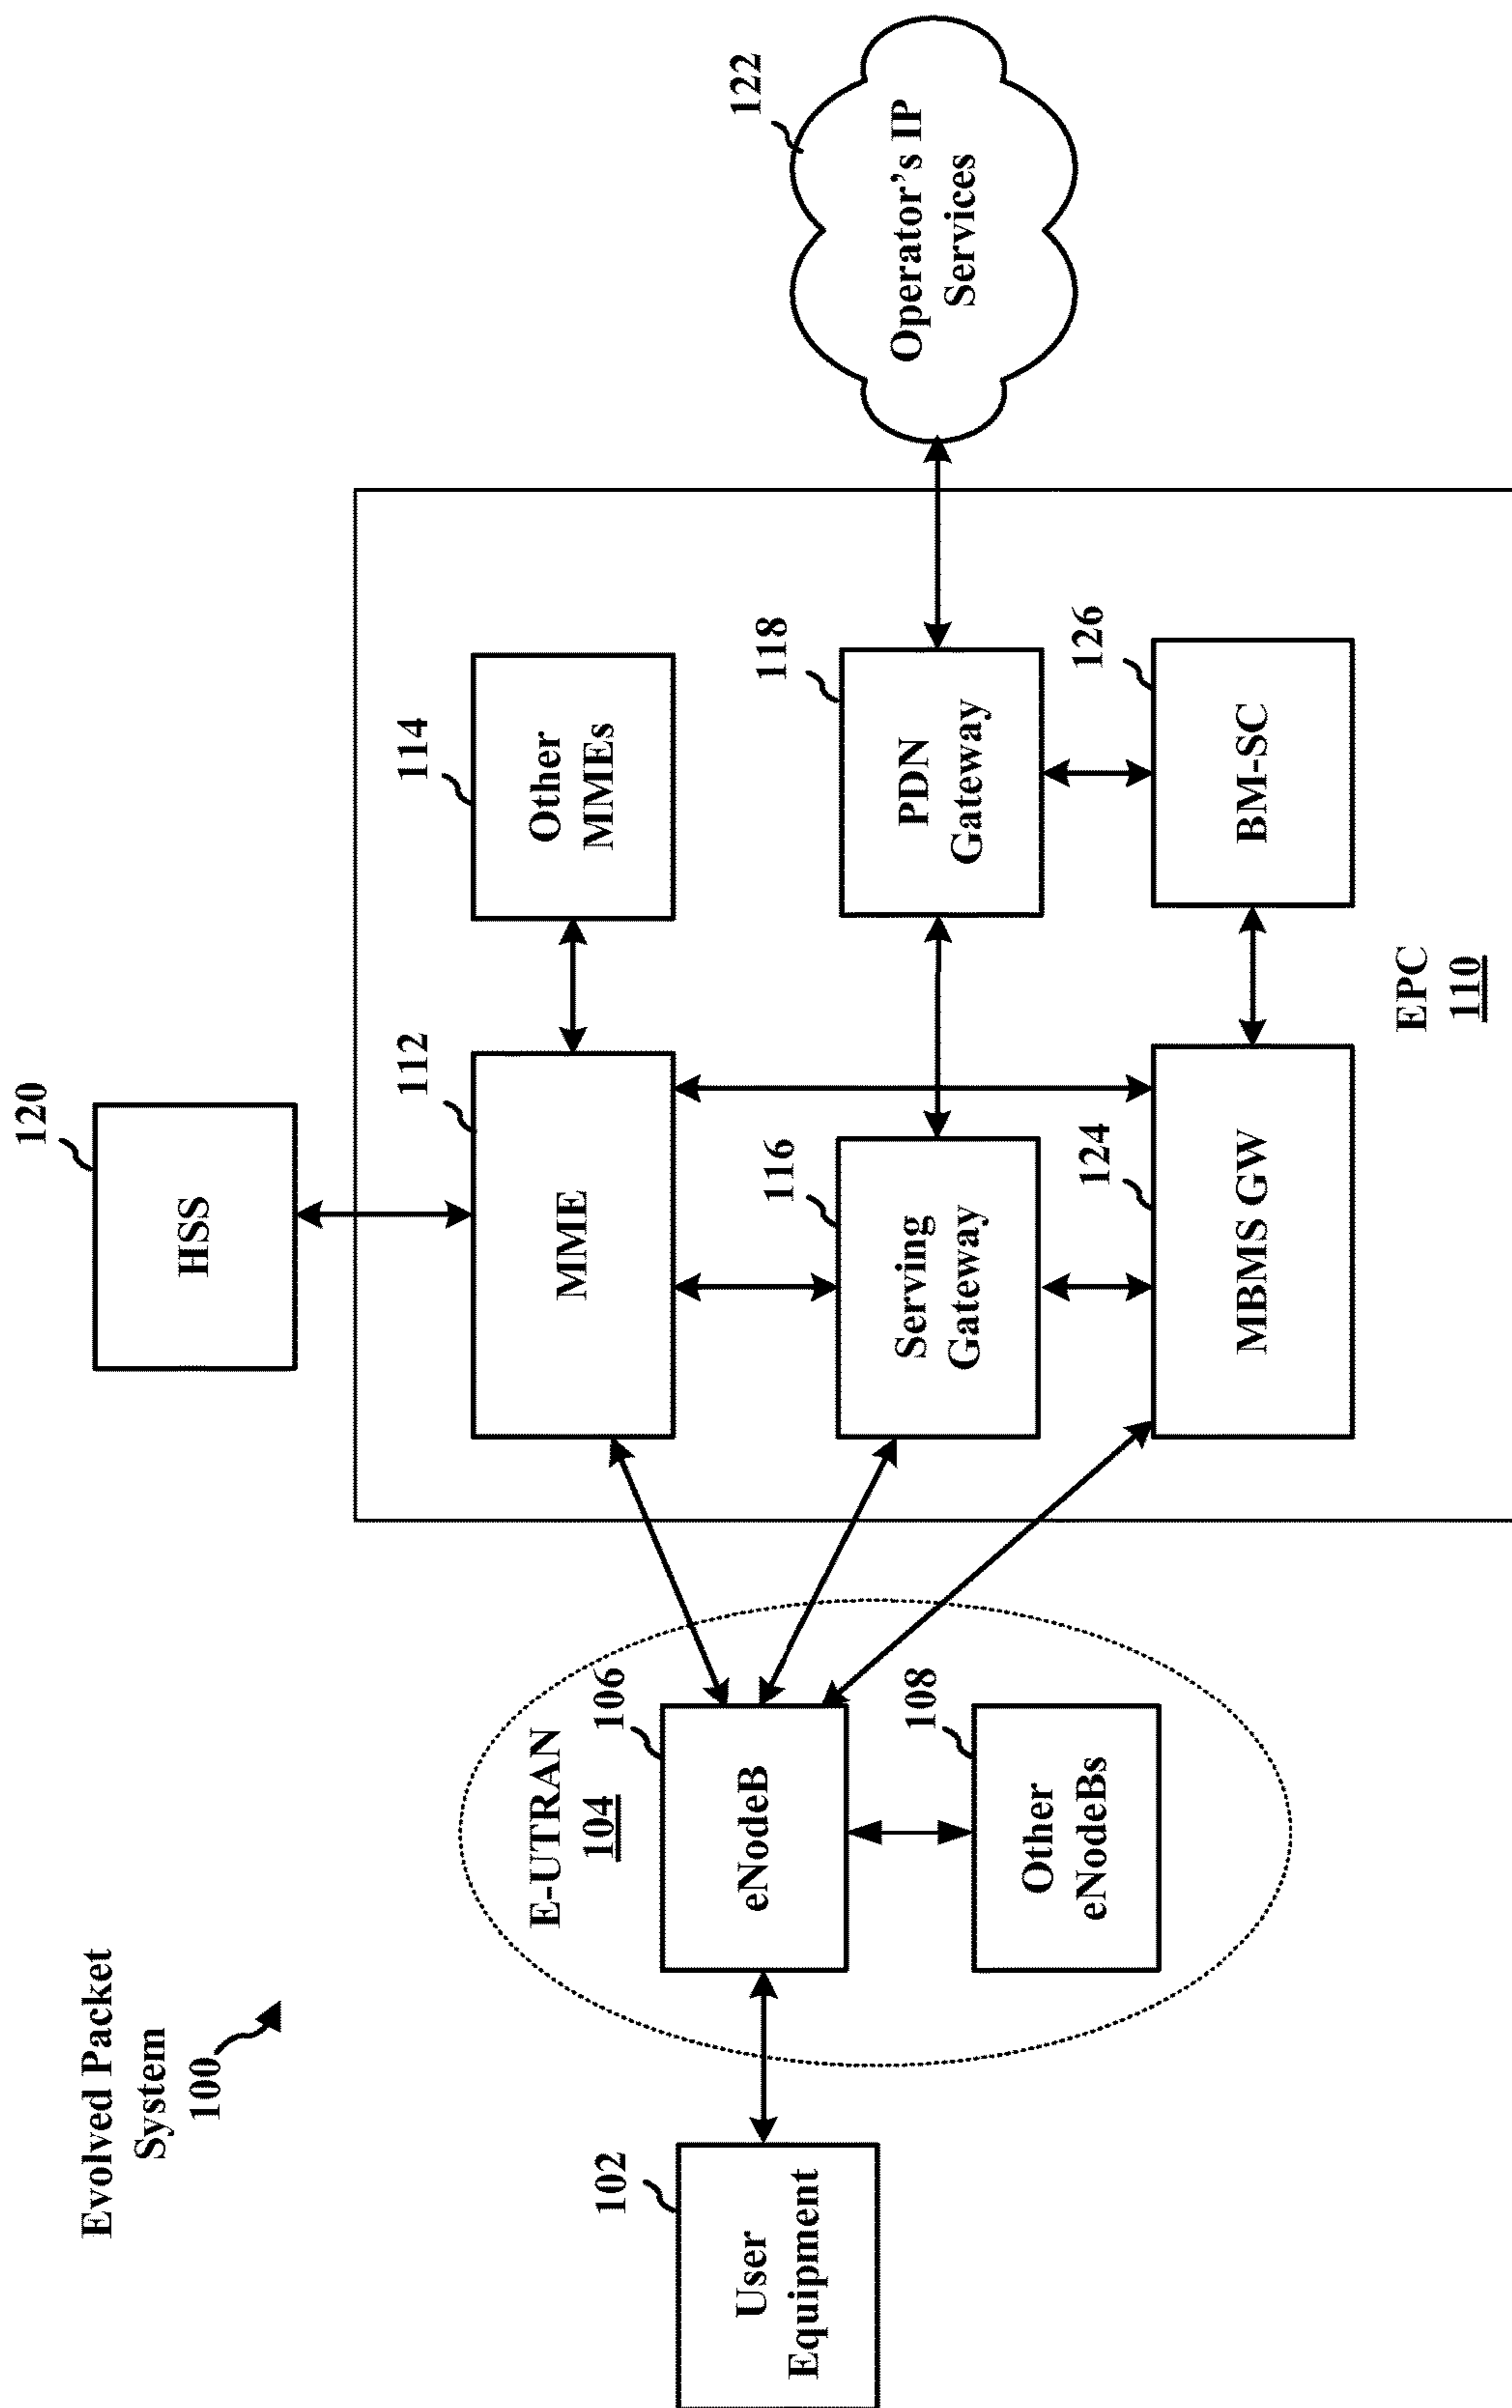 Evolved Packet
System
100
HSS
120
E-UTRAN
104
MME
112
Other
MMEs
114
User
Equipment
102
eNodeB
106
Serving
Gateway
116
PDN
Gateway
118
Operator's IP
Services
122
Other
eNodeBs
108
MBMS GW
124
BM-SC
126
EPC
110